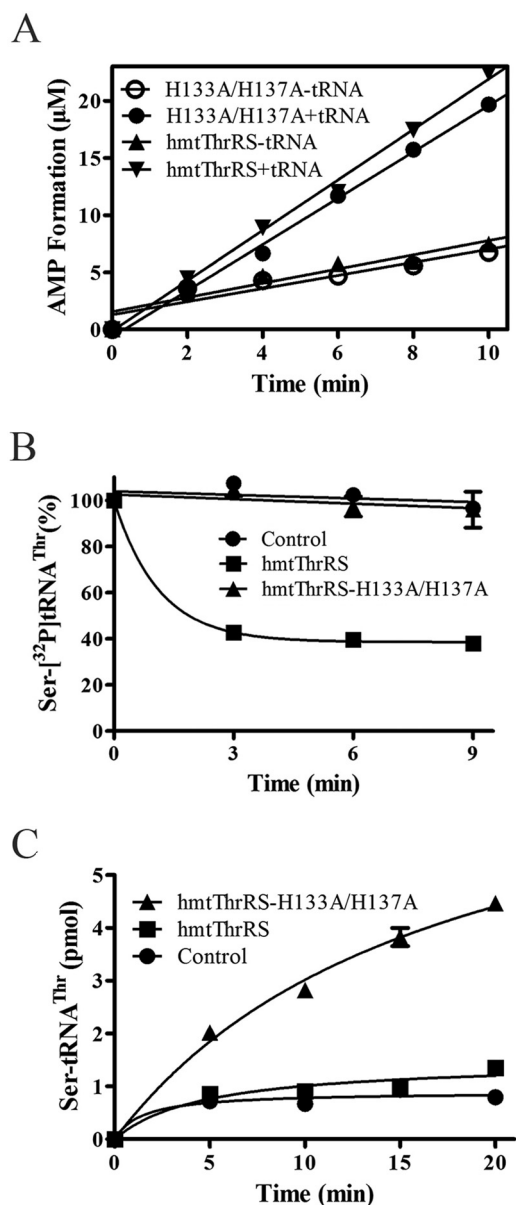 A
AMP Formation (µM)
20
15
10
5
0
H133A/H137A-tRNA
H133A/H137A+tRNA
hmtThrRS-tRNA
hmtThrRS+tRNA
0 2 4 6 8 10
Time (min)
B
Ser-[³²P]tRNAᵀʰʳ(%)
100
80
60
40
20
0
Control
hmtThrRS
hmtThrRS-H133A/H137A
0 3 6 9
Time (min)
C
Ser-tRNAᵀʰʳ (pmol)
5
4
3
2
1
0
hmtThrRS-H133A/H137A
hmtThrRS
Control
0 5 10 15 20
Time (min)